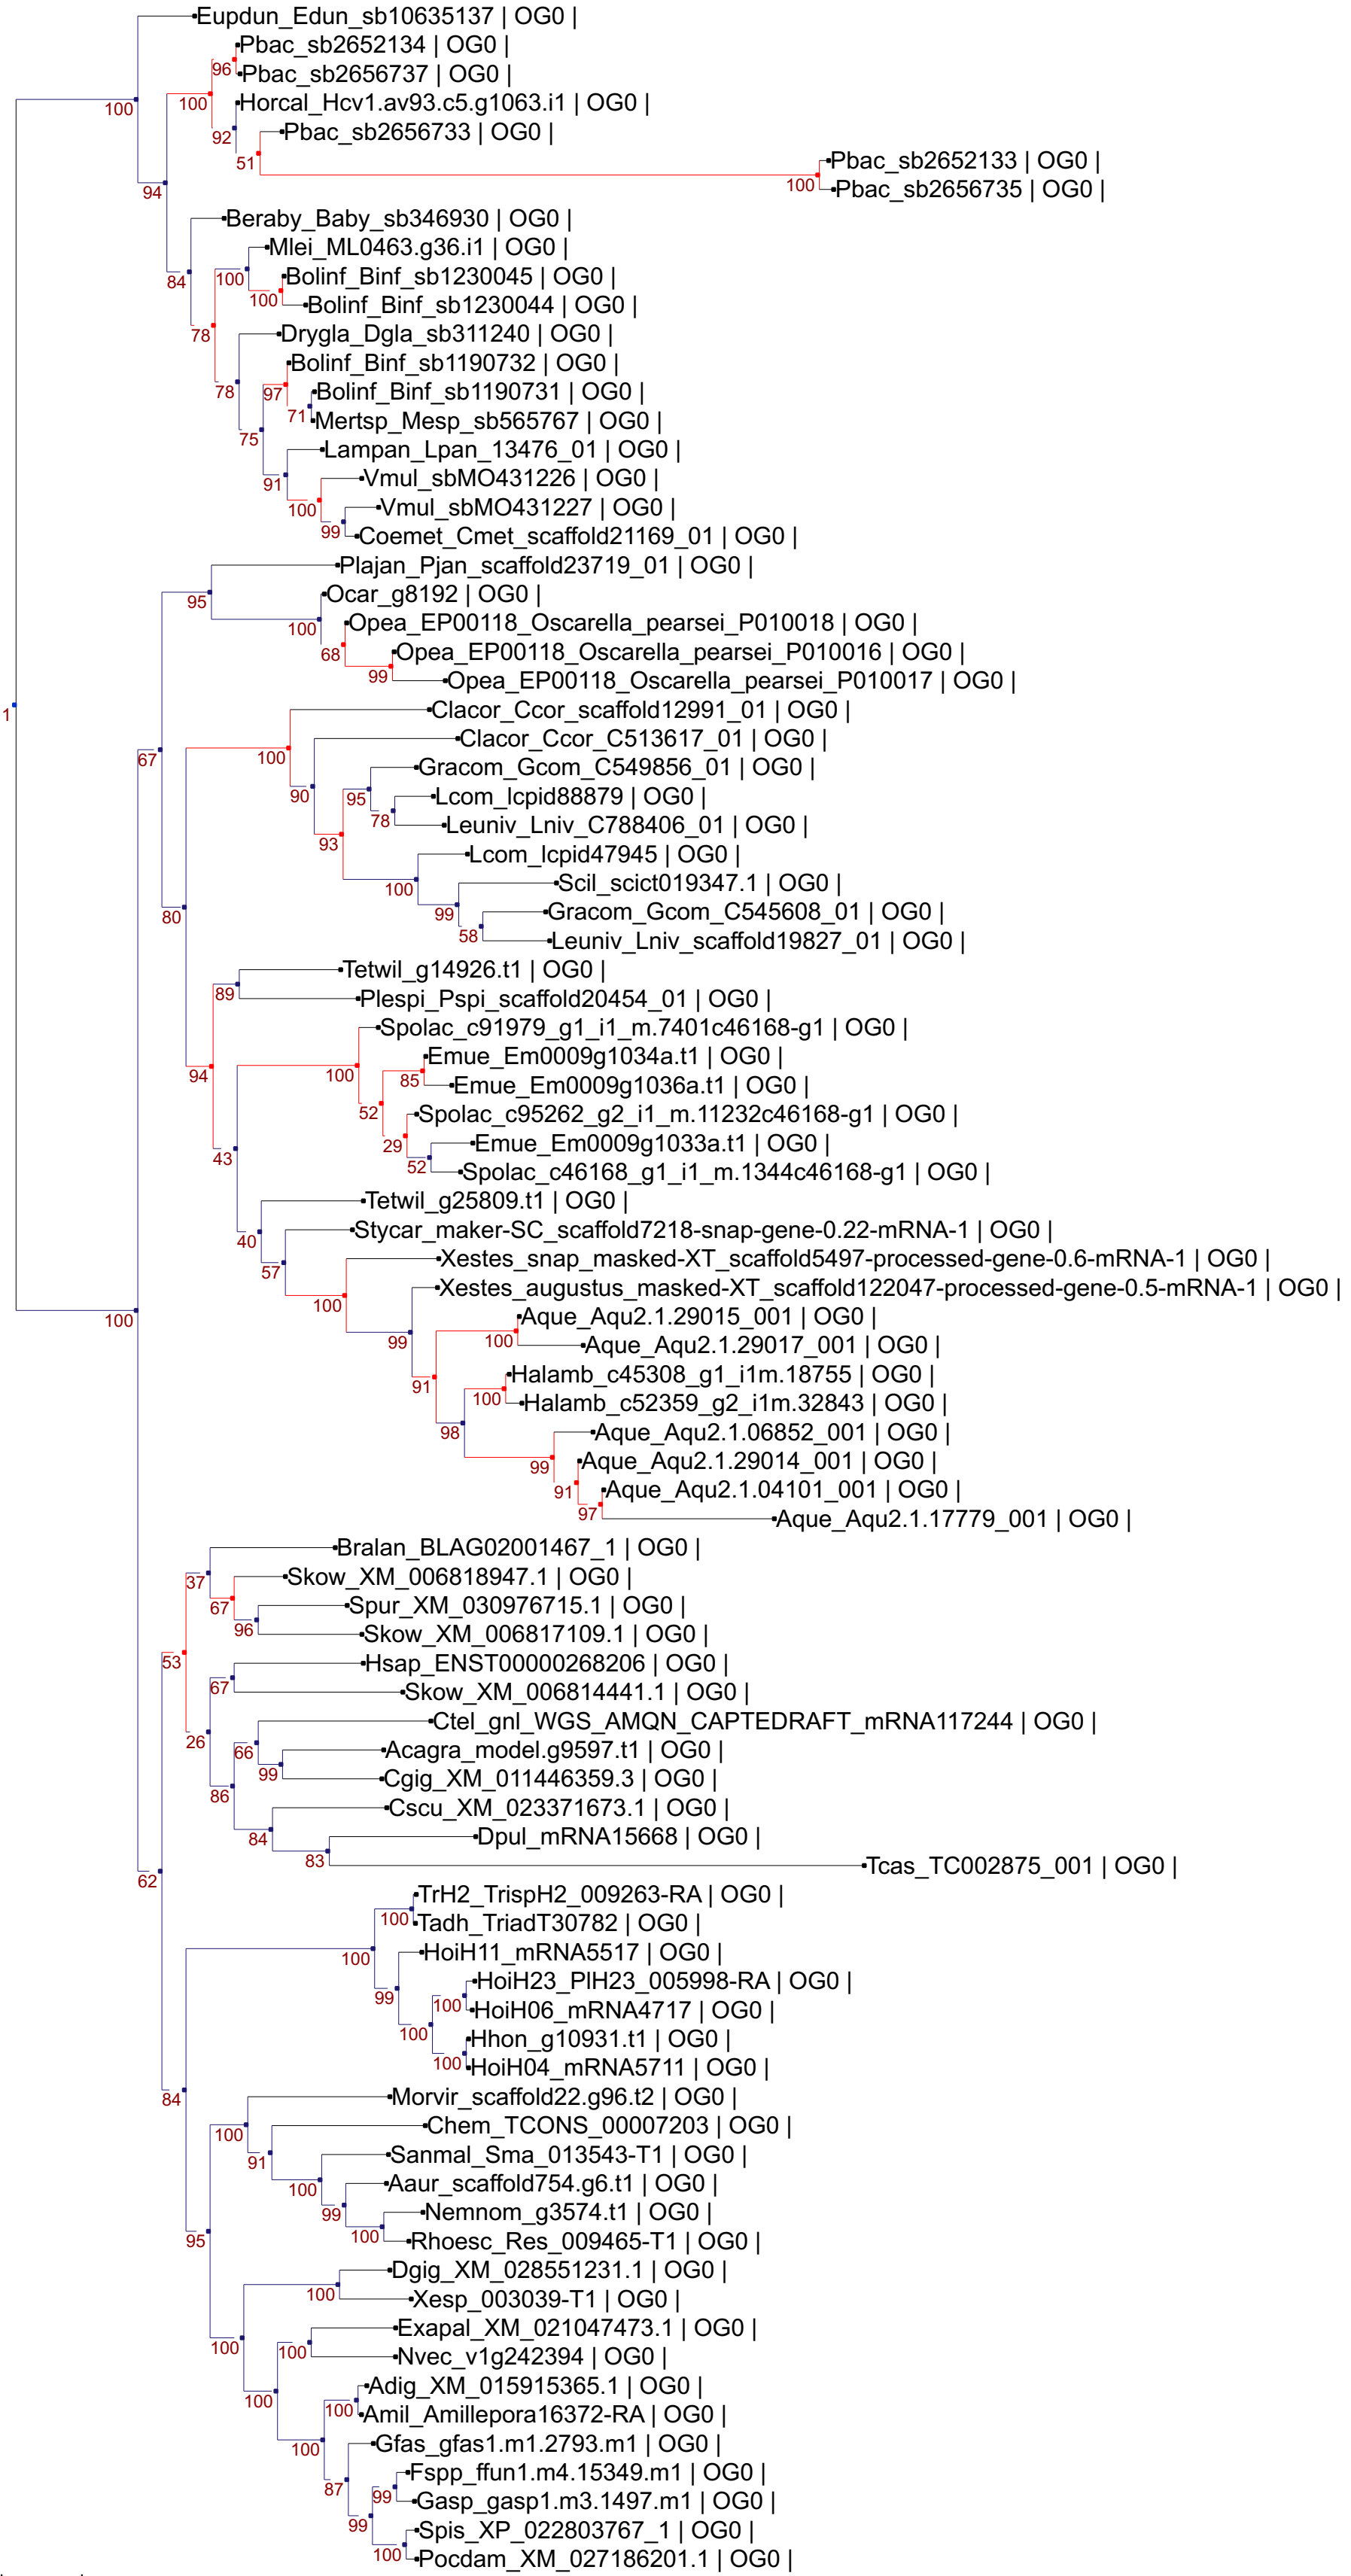 Eupdun_Edun_sb10635137 | OG0 |
Pbac_sb2652134 | OG0 |
96
Pbac_sb2656737 | OG0 |
100
100
Horcal_Hcv1.av93.c5.g1063.i1 | OG0 |
92
Pbac_sb2656733 | OG0 |
51
Pbac_sb2652133 | OG0 |
100
Pbac_sb2656735 | OG0 |
94
Beraby_Baby_sb346930 | OG0 |
Mlei_ML0463.g36.i1 | OG0 |
84
100
Bolinf_Binf_sb1230045 | OG0 |
100
Bolinf_Binf_sb1230044 | OG0 |
78
Drygla_Dgla_sb311240 | OG0 |
Bolinf_Binf_sb1190732 | OG0 |
78
97
Bolinf_Binf_sb1190731 | OG0 |
71
Mertsp_Mesp_sb565767 | OG0 |
75
Lampan_Lpan_13476_01 | OG0 |
91
Vmul_sbMO431226 | OG0 |
100
Vmul_sbMO431227 | OG0 |
99
Coemet_Cmet_scaffold21169_01 | OG0 |
Plajan_Pjan_scaffold23719_01 | OG0 |
95
Ocar_g8192 | OG0 |
100
Opea_EP00118_Oscarella_pearsei_P010018 | OG0 |
68
Opea_EP00118_Oscarella_pearsei_P010016 | OG0 |
99
Opea_EP00118_Oscarella_pearsei_P010017 | OG0 |
1
Clacor_Ccor_scaffold12991_01 | OG0 |
67
100
Clacor_Ccor_C513617_01 | OG0 |
Gracom_Gcom_C549856_01 | OG0 |
90
95
Lcom_lcpid88879 | OG0 |
78
Leuniv_Lniv_C788406_01 | OG0 |
93
Lcom_lcpid47945 | OG0 |
100
Scil_scict019347.1 | OG0 |
80
99
Gracom_Gcom_C545608_01 | OG0 |
58
Leuniv_Lniv_scaffold19827_01 | OG0 |
Tetwil_g14926.t1 | OG0 |
89
Plespi_Pspi_scaffold20454_01 | OG0 |
Spolac_c91979_g1_i1_m.7401c46168-g1 | OG0 |
94
100
Emue_Em0009g1034a.t1 | OG0 |
85
Emue_Em0009g1036a.t1 | OG0 |
52
Spolac_c95262_g2_i1_m.11232c46168-g1 | OG0 |
29
Emue_Em0009g1033a.t1 | OG0 |
43
52
Spolac_c46168_g1_i1_m.1344c46168-g1 | OG0 |
Tetwil_g25809.t1 | OG0 |
40
Stycar_maker-SC_scaffold7218-snap-gene-0.22-mRNA-1 | OG0 |
57
Xestes_snap_masked-XT_scaffold5497-processed-gene-0.6-mRNA-1 | OG0 |
100
Xestes_augustus_masked-XT_scaffold122047-processed-gene-0.5-mRNA-1 | OG0 |
100
99
Aque_Aqu2.1.29015_001 | OG0 |
100
Aque_Aqu2.1.29017_001 | OG0 |
91
Halamb_c45308_g1_i1m.18755 | OG0 |
100
Halamb_c52359_g2_i1m.32843 | OG0 |
98
Aque_Aqu2.1.06852_001 | OG0 |
99
Aque_Aqu2.1.29014_001 | OG0 |
91
Aque_Aqu2.1.04101_001 | OG0 |
97
Aque_Aqu2.1.17779_001 | OG0 |
Bralan_BLAG02001467_1 | OG0 |
37
Skow_XM_006818947.1 | OG0 |
67
Spur_XM_030976715.1 | OG0 |
96
Skow_XM_006817109.1 | OG0 |
53
Hsap_ENST00000268206 | OG0 |
67
Skow_XM_006814441.1 | OG0 |
26
Ctel_gnl_WGS_AMQN_CAPTEDRAFT_mRNA117244 | OG0 |
66
Acagra_model.g9597.t1 | OG0 |
99
Cgig_XM_011446359.3 | OG0 |
86
Cscu_XM_023371673.1 | OG0 |
84
Dpul_mRNA15668 | OG0 |
83
Tcas_TC002875_001 | OG0 |
62
TrH2_TrispH2_009263-RA | OG0 |
100
Tadh_TriadT30782 | OG0 |
100
HoiH11_mRNA5517 | OG0 |
99
HoiH23_PlH23_005998-RA | OG0 |
100
HoiH06_mRNA4717 | OG0 |
100
Hhon_g10931.t1 | OG0 |
100
HoiH04_mRNA5711 | OG0 |
84
Morvir_scaffold22.g96.t2 | OG0 |
100
Chem_TCONS_00007203 | OG0 |
91
Sanmal_Sma_013543-T1 | OG0 |
100
Aaur_scaffold754.g6.t1 | OG0 |
99
Nemnom_g3574.t1 | OG0 |
100
Rhoesc_Res_009465-T1 | OG0 |
95
Dgig_XM_028551231.1 | OG0 |
100
Xesp_003039-T1 | OG0 |
100
Exapal_XM_021047473.1 | OG0 |
100
Nvec_v1g242394 | OG0 |
100
Adig_XM_015915365.1 | OG0 |
100
Amil_Amillepora16372-RA | OG0 |
100
Gfas_gfas1.m1.2793.m1 | OG0 |
87
Fspp_ffun1.m4.15349.m1 | OG0 |
99
Gasp_gasp1.m3.1497.m1 | OG0 |
99
Spis_XP_022803767_1 | OG0 |
100
Pocdam_XM_027186201.1 | OG0 |